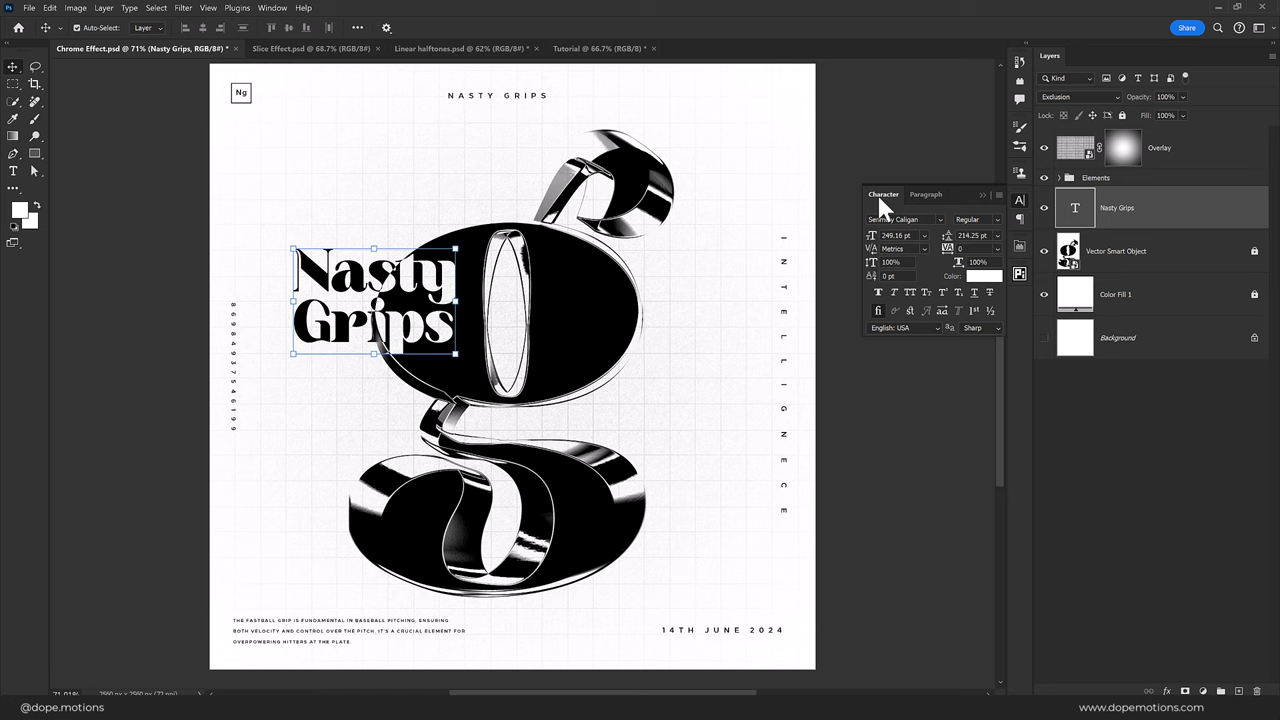 Ps File Edit Image Layer Type Select Filter View Plugins Window Help
Auto-Select: Layer
Share
Chrome Effect.psd @ 71% (Nasty Grips, RGB/8#) * × Slice Effect.psd @ 68.7% (RGB/8#) × Linear halftones.psd @ 62% (RGB/8#) * × Tutorial @ 66.7% (RGB/8) * ×
Ng
NASTY GRIPS
Nasty
Grips
86984937546199
INTELLIGNECE
THE FASTBALL GRIP IS FUNDAMENTAL IN BASEBALL PITCHING, ENSURING
BOTH VELOCITY AND CONTROL OVER THE PITCH. IT'S A CRUCIAL ELEMENT FOR
OVERPOWERING HITTERS AT THE PLATE.
14TH JUNE 2024
Character Paragraph
Regular
249.16 pt 214.25 pt
Metrics 0
100% 100%
0 pt Color:
English: USA Sharp
Layers
Kind
Exclusion Opacity: 100%
Lock: Fill: 100%
Overlay
Elements
Nasty Grips
Vector Smart Object
Color Fill 1
Background
@dope.motions
www.dopemotions.com